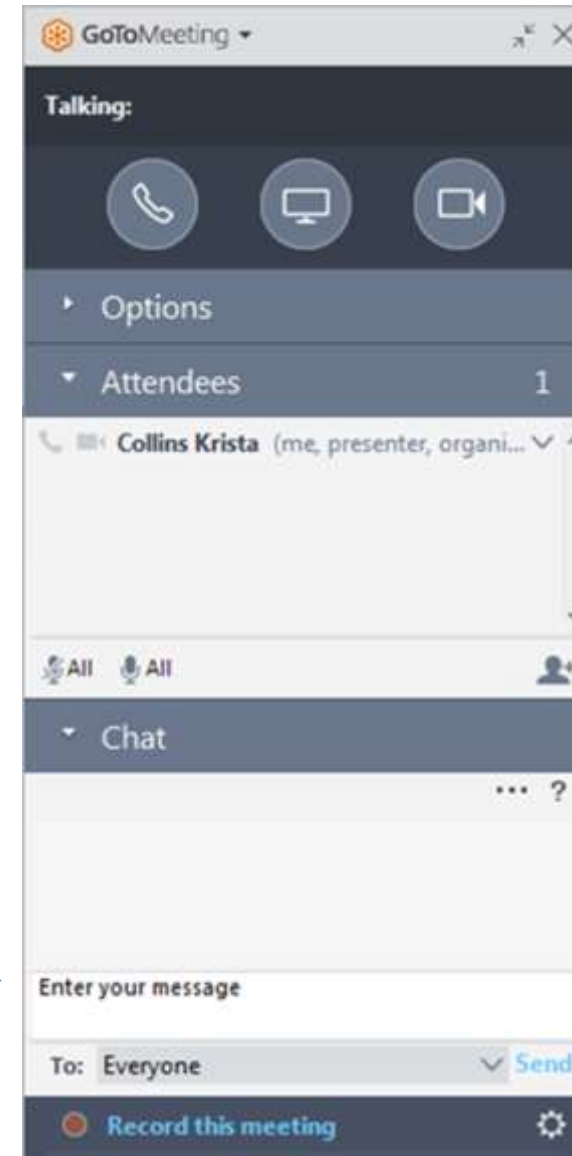 GoToMeeting
Talking:
Options
Attendees 1
Collins Krista (me, presenter, organi...
All All
Chat
... ?
Enter your message
To: Everyone Send
Record this meeting